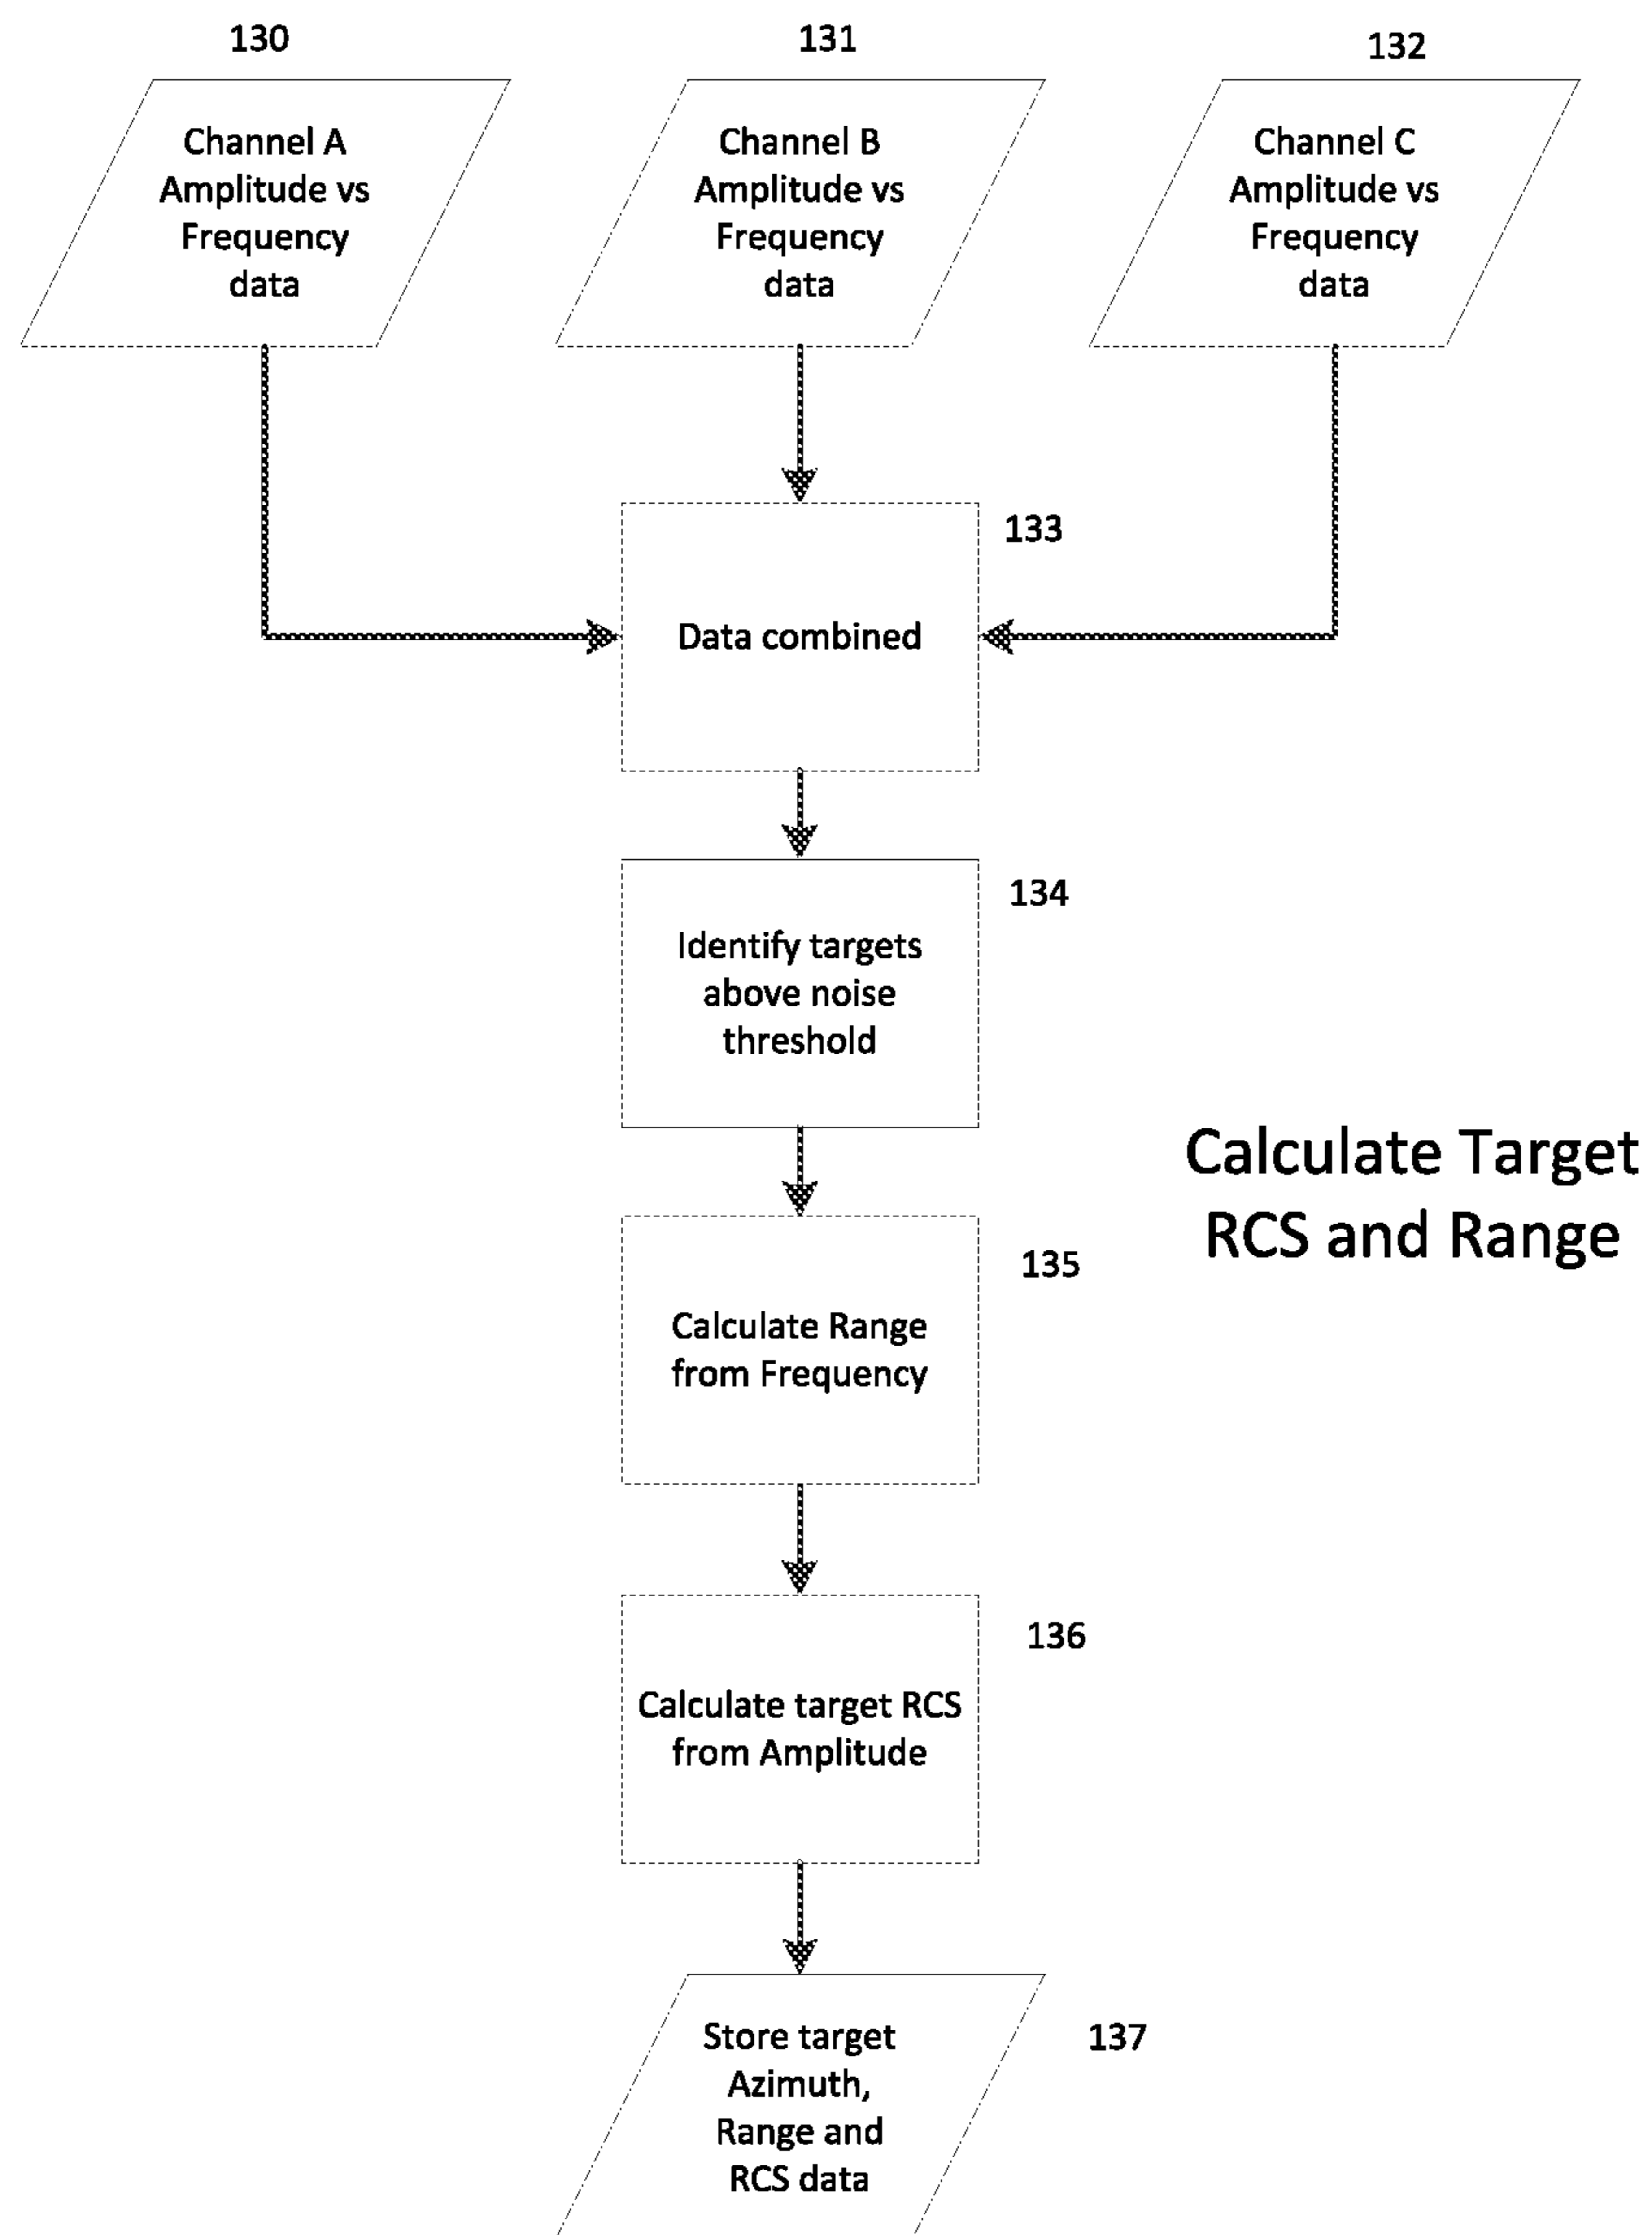 130
131
132
Channel A
Amplitude vs
Frequency
data
Channel B
Amplitude vs
Frequency
data
Channel C
Amplitude vs
Frequency
data
133
Data combined
134
Identify targets
above noise
threshold
Calculate Target
RCS and Range
135
Calculate Range
from Frequency
136
Calculate target RCS
from Amplitude
137
Store target
Azimuth,
Range and
RCS data